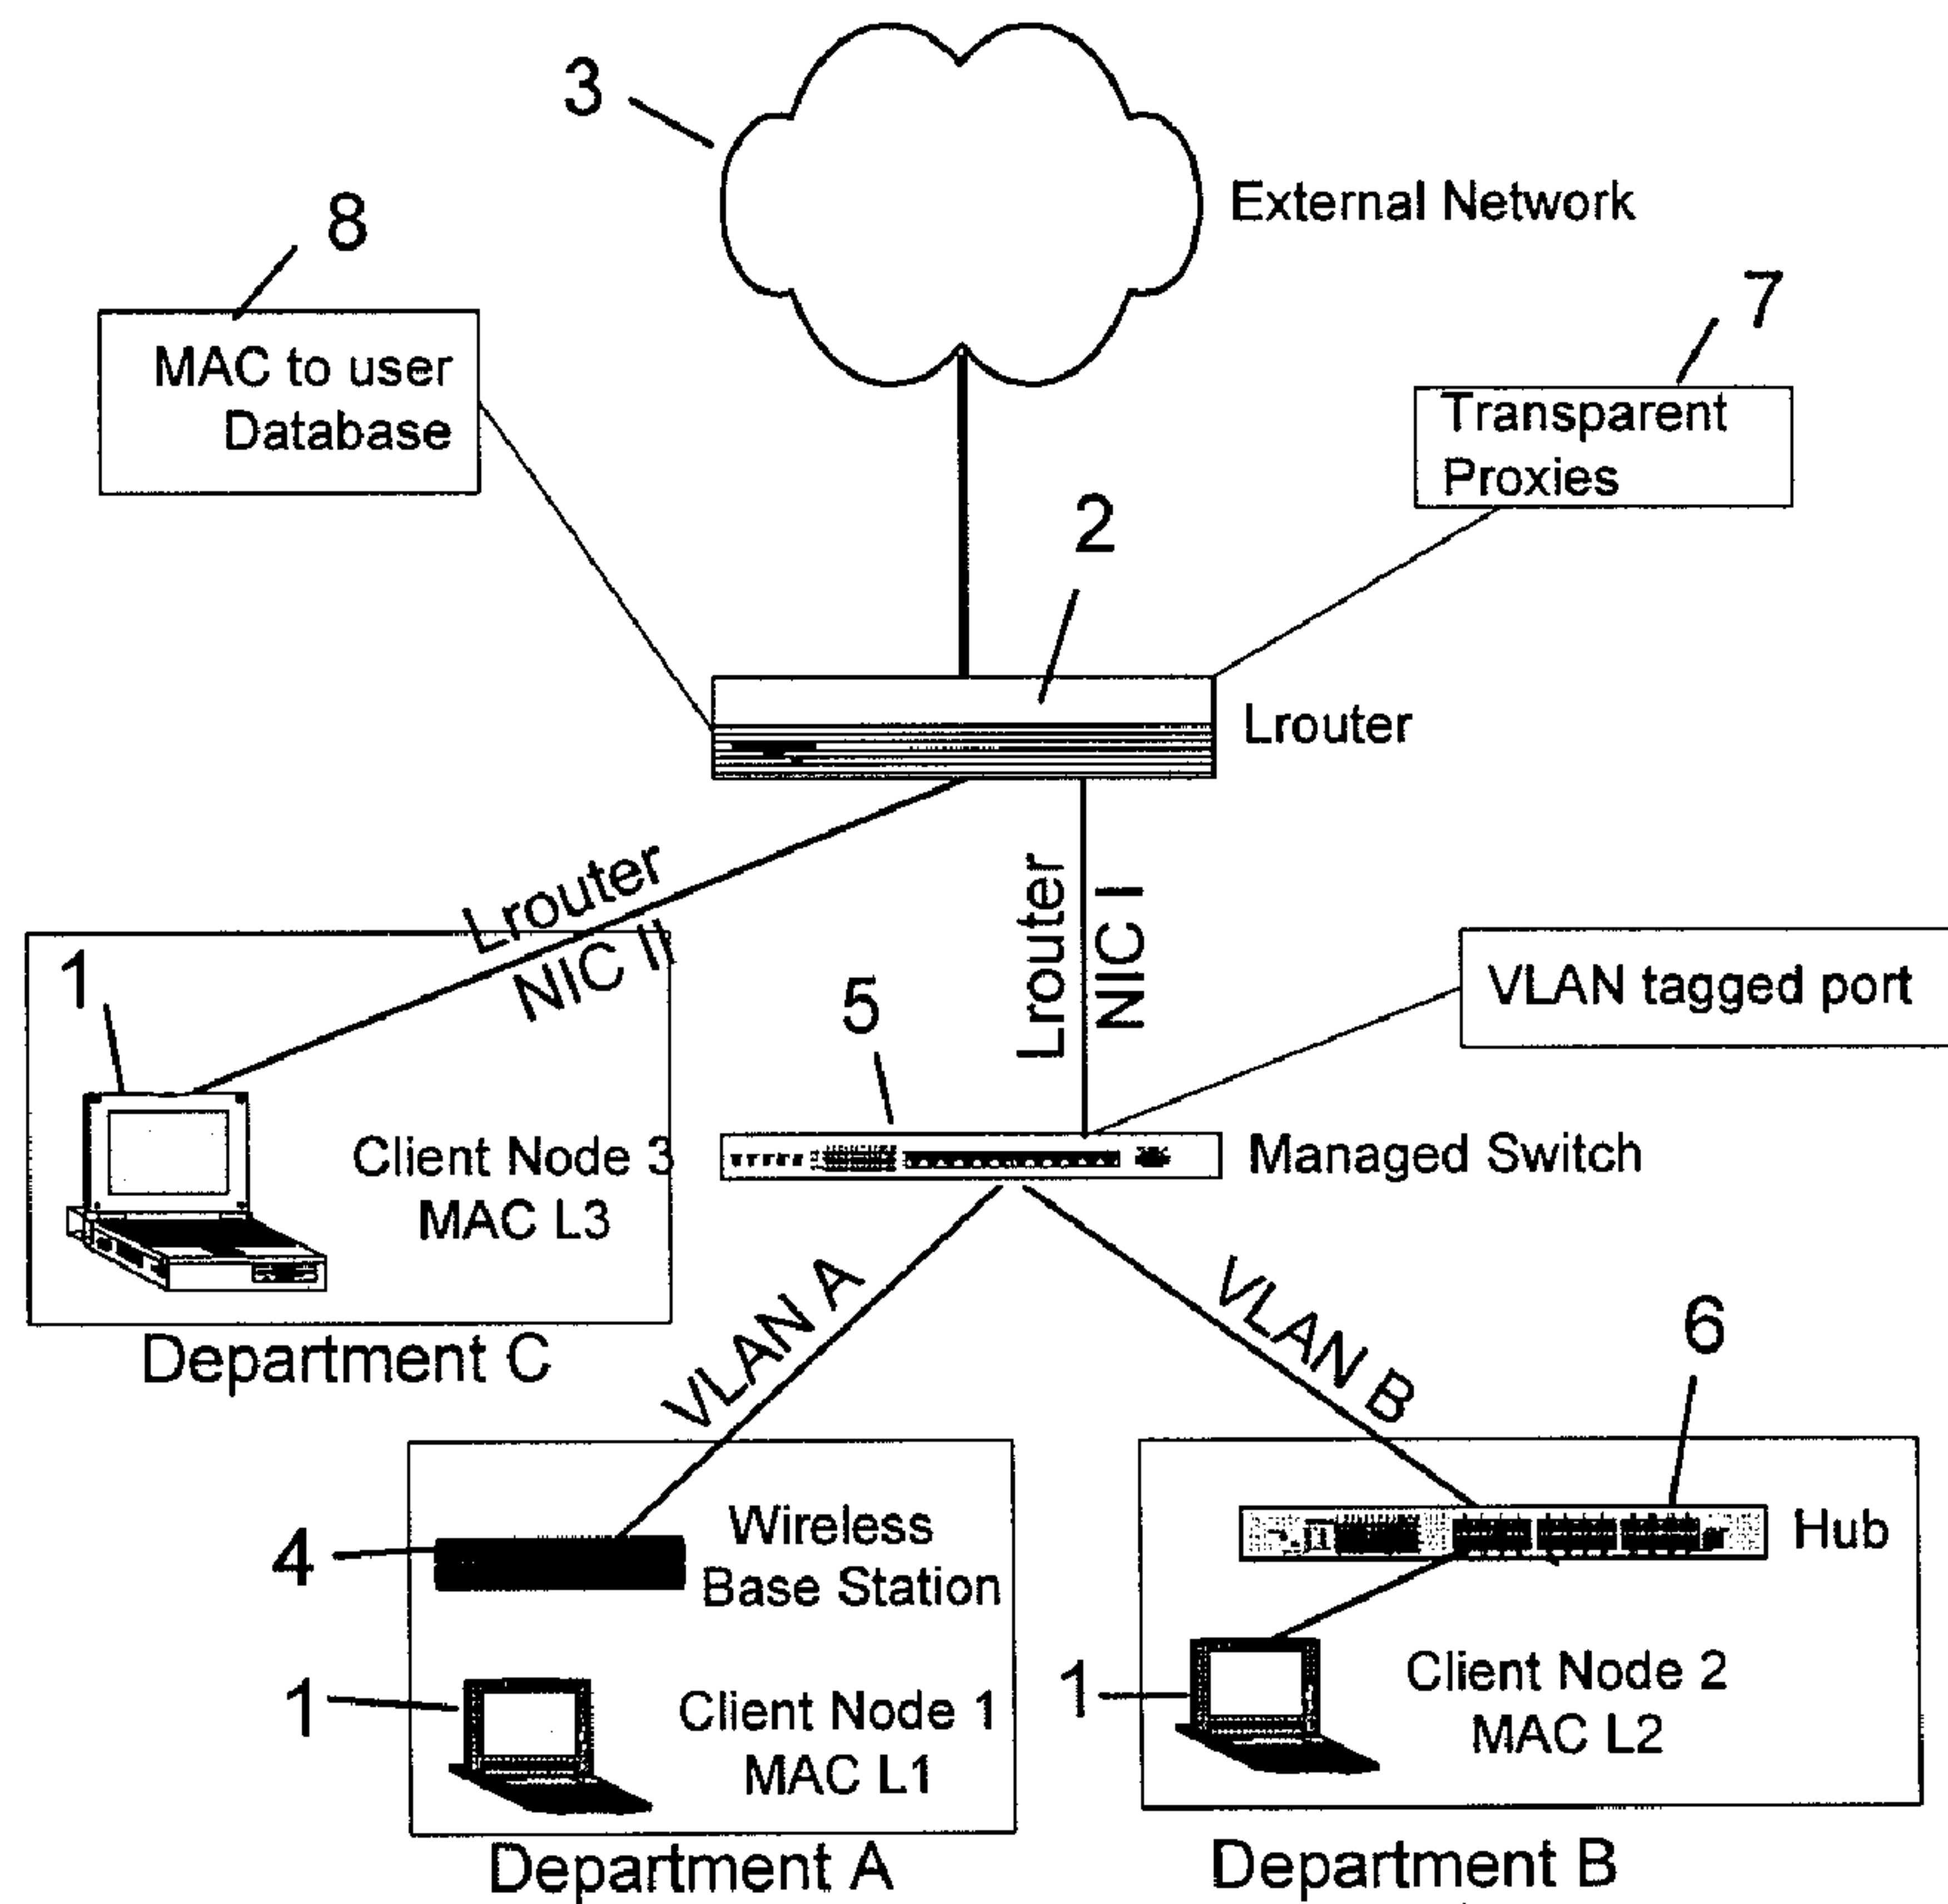 3
External Network
8
MAC to user
Database
7
Transparent
Proxies
2
Lrouter
Lrouter
NIC II
Lrouter
NIC I
1
Client Node 3
MAC L3
Department C
5
VLAN tagged port
Managed Switch
VLAN A
VLAN B
6
4
Wireless
Base Station
Hub
1
Client Node 1
MAC L1
1
Client Node 2
MAC L2
Department A
Department B